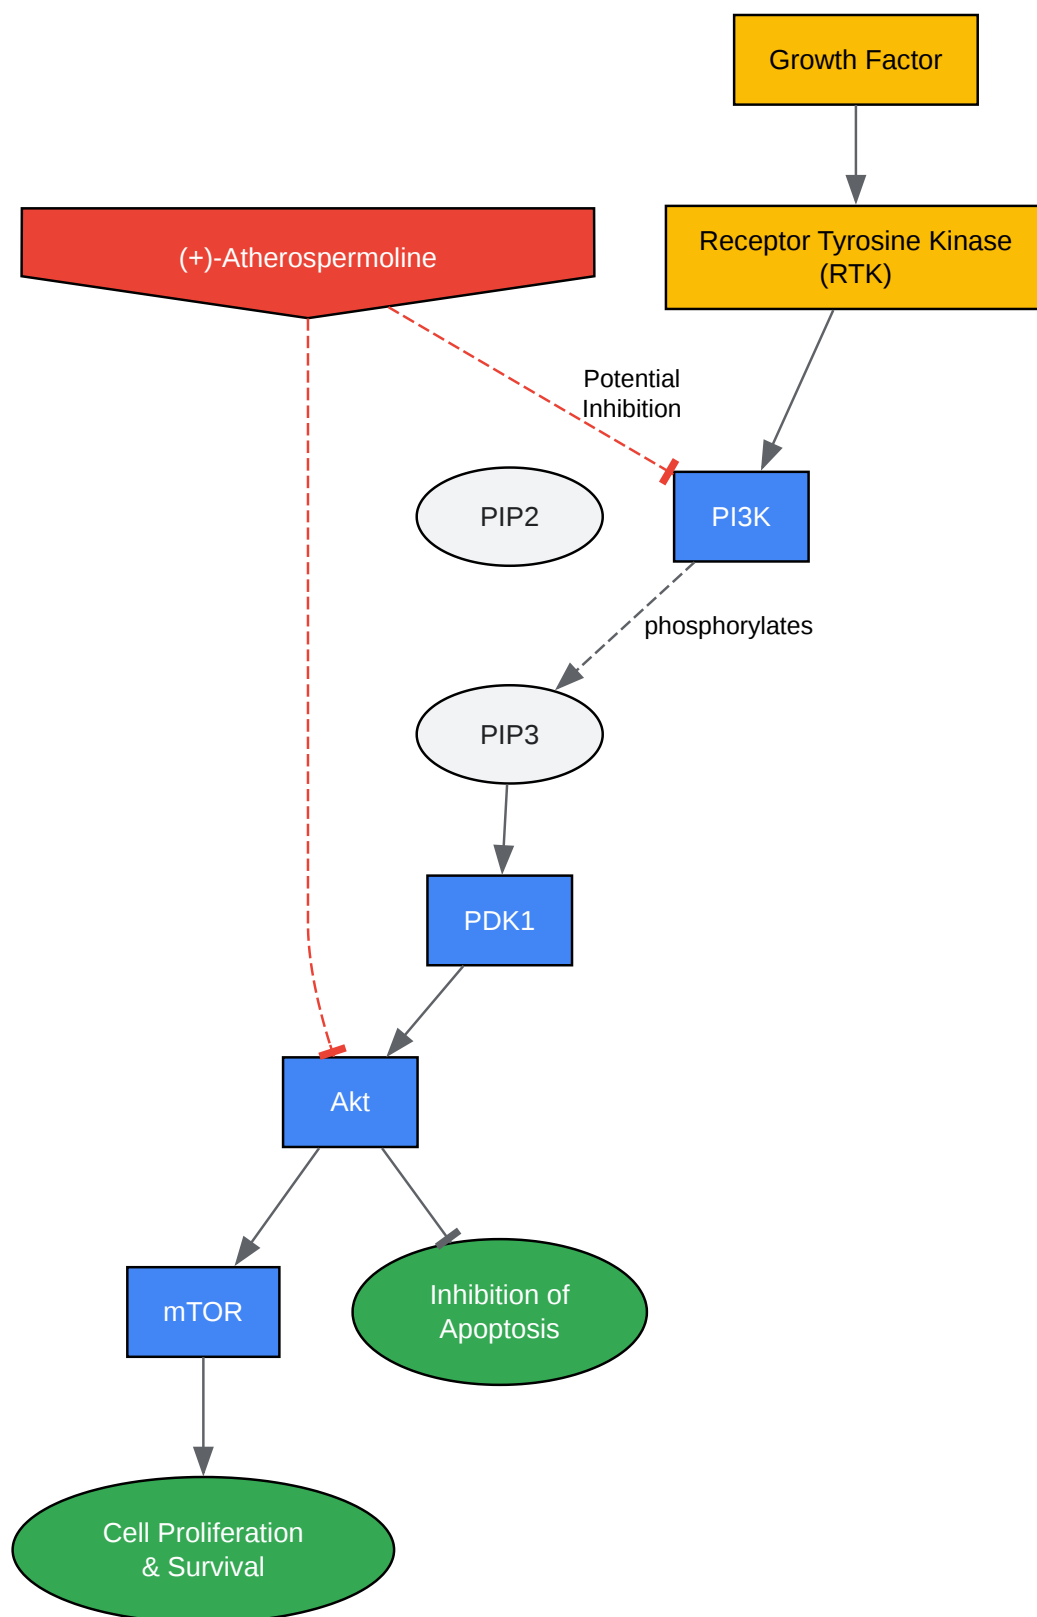 Growth Factor
Receptor Tyrosine Kinase
(RTK)
(+)-Atherospermoline
Potential
Inhibition
PIP2
PI3K
phosphorylates
PIP3
PDK1
Akt
mTOR
Inhibition of
Apoptosis
Cell Proliferation
& Survival